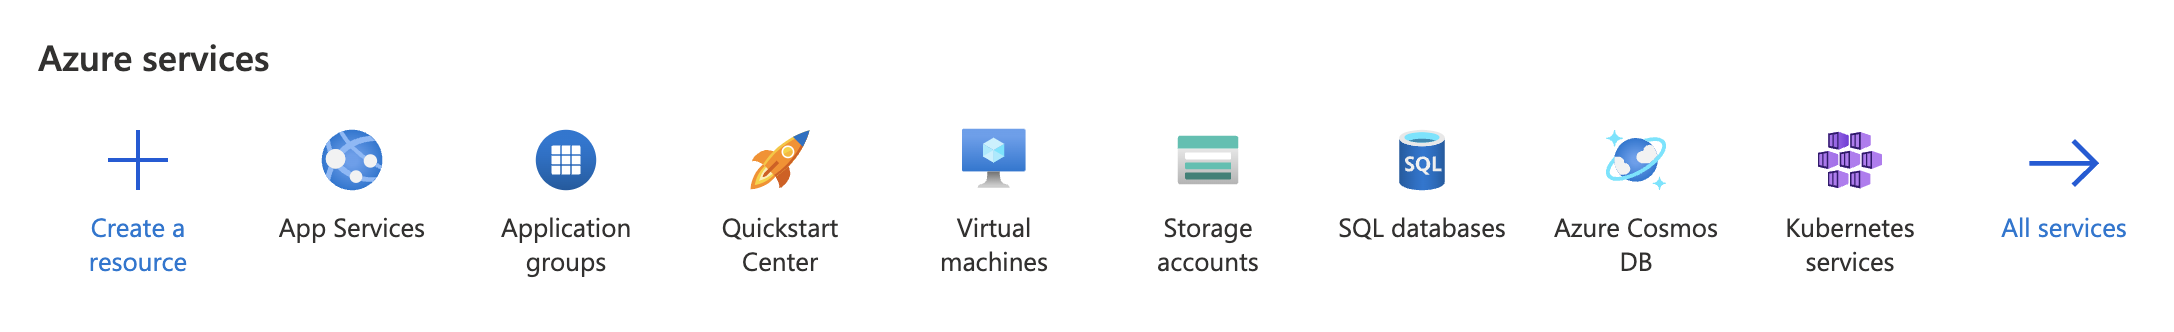 Azure services
Create a
resource
App Services
Application
groups
Quickstart
Center
Virtual
machines
Storage
accounts
SQL
SQL databases
Azure Cosmos
DB
Kubernetes
services
All services